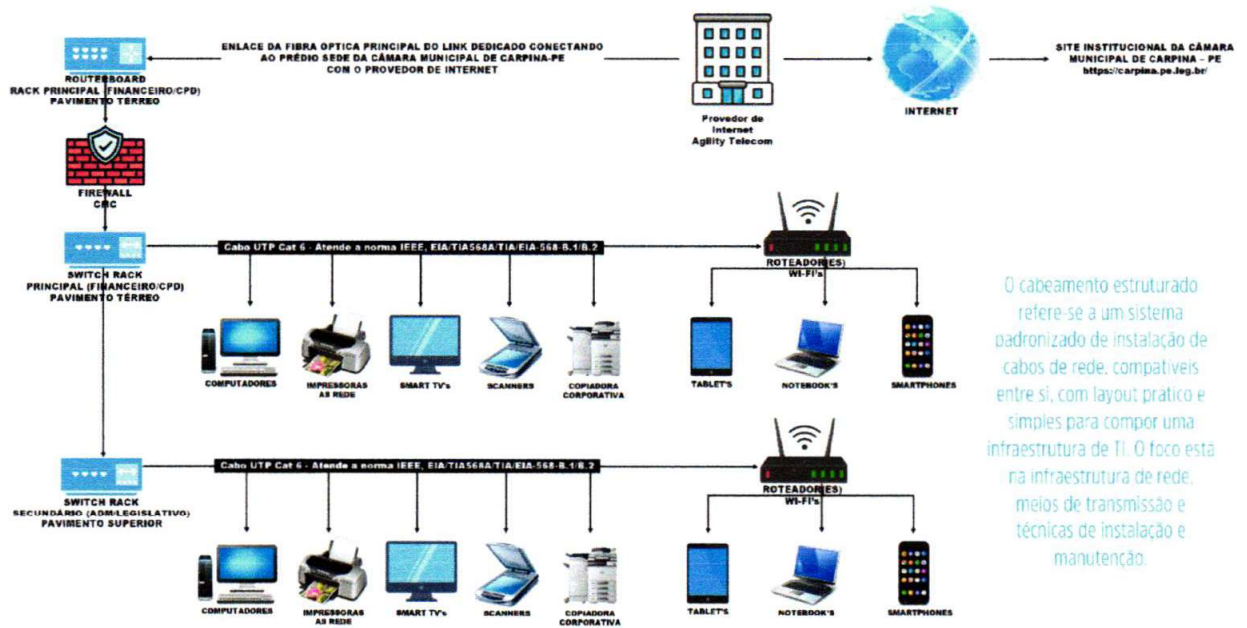 ENLACE DA FIBRA OPTICA PRINCIPAL DO LINK DEDICADO CONECTANDO
AO PRÉDIO SEDE DA CÂMARA MUNICIPAL DE CARPINA-PE
COM O PROVEDOR DE INTERNET
SITE INSTITUCIONAL DA CÂMARA
MUNICIPAL DE CARPINA – PE
https://carpina.pe.leg.br/
ROUTERBOARD
RACK PRINCIPAL (FINANCEIRO/CPD)
PAVIMENTO TÉRREO
Provedor de
Internet
Agility Telecom
INTERNET
FIREWALL
CMC
Cabo UTP Cat 6 - Atende a norma IEEE, EIA/TIA568A/TIA/EIA-568-B.1/B.2
SWITCH RACK
PRINCIPAL (FINANCEIRO/CPD)
PAVIMENTO TÉRREO
ROTEADOR(ES)
WI-FI's
COMPUTADORES
IMPRESSORAS
AS REDE
SMART TV's
SCANNERS
COPIADORA
CORPORATIVA
TABLET'S
NOTEBOOK'S
SMARTPHONES
O cabeamento estruturado
refere-se a um sistema
padronizado de instalação de
cabos de rede, compatíveis
entre si, com layout prático e
simples para compor uma
infraestrutura de TI. O foco está
na infraestrutura de rede,
meios de transmissão e
técnicas de instalação e
manutenção.
Cabo UTP Cat 6 - Atende a norma IEEE, EIA/TIA568A/TIA/EIA-568-B.1/B.2
SWITCH RACK
SECUNDÁRIO (ADM/LEGISLATIVO)
PAVIMENTO SUPERIOR
ROTEADOR(ES)
WI-FI's
COMPUTADORES
IMPRESSORAS
AS REDE
SMART TV's
SCANNERS
COPIADORA
CORPORATIVA
TABLET'S
NOTEBOOK'S
SMARTPHONES